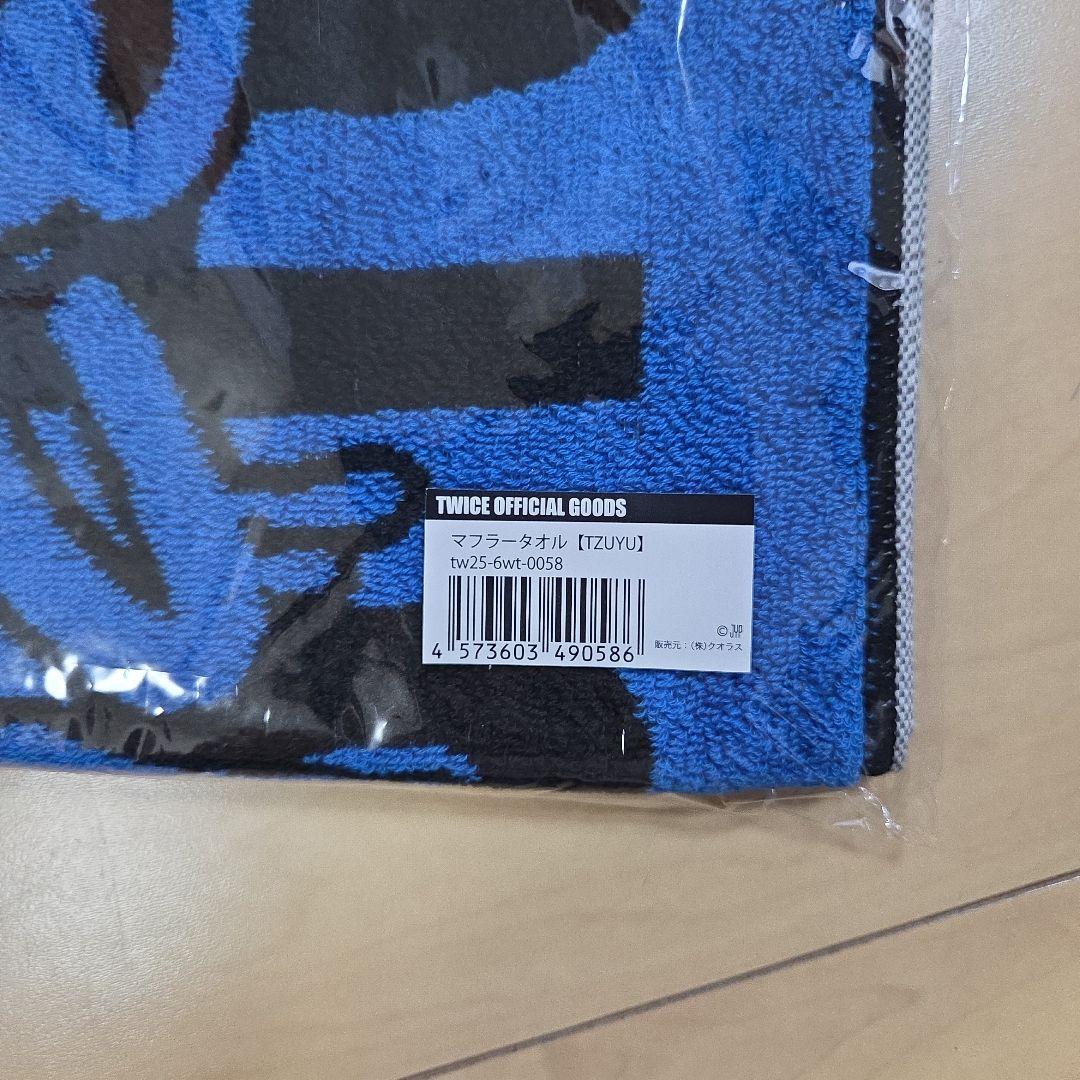 TWICE OFFICIAL GOODS
マフラータオル【TZUYU】
tw25-6wt-0058
4 573603 490586
© JYP
販売元：(株)クオラス